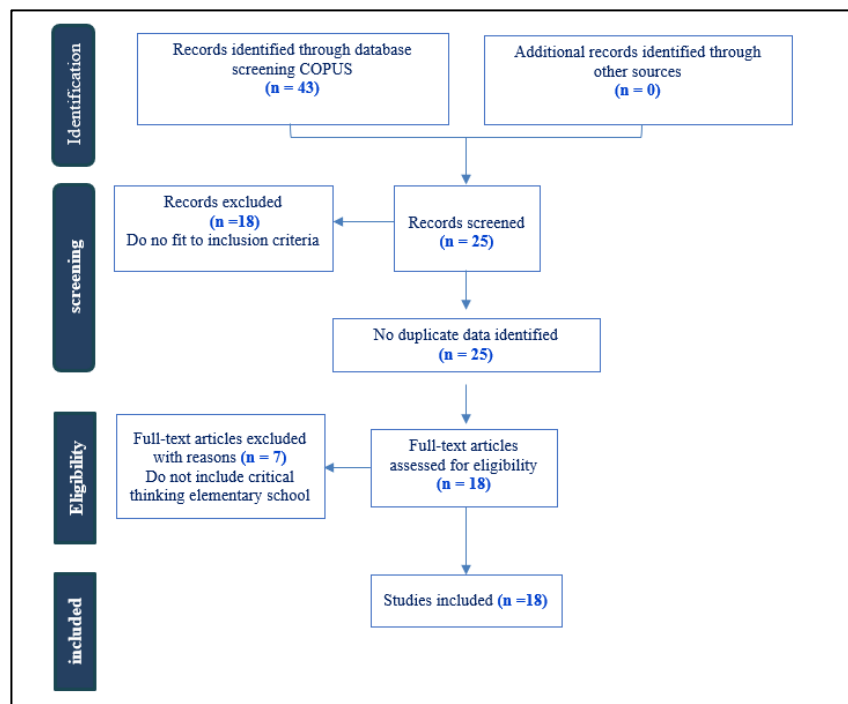 Identification
Records identified through database
screening COPUS
(n = 43)
Additional records identified through
other sources
(n = 0)
screening
Records excluded
(n =18)
Do no fit to inclusion criteria
Records screened
(n = 25)
No duplicate data identified
(n = 25)
Eligibility
Full-text articles excluded
with reasons (n = 7)
Do not include critical
thinking elementary school
Full-text articles
assessed for eligibility
(n = 18)
included
Studies included (n =18)